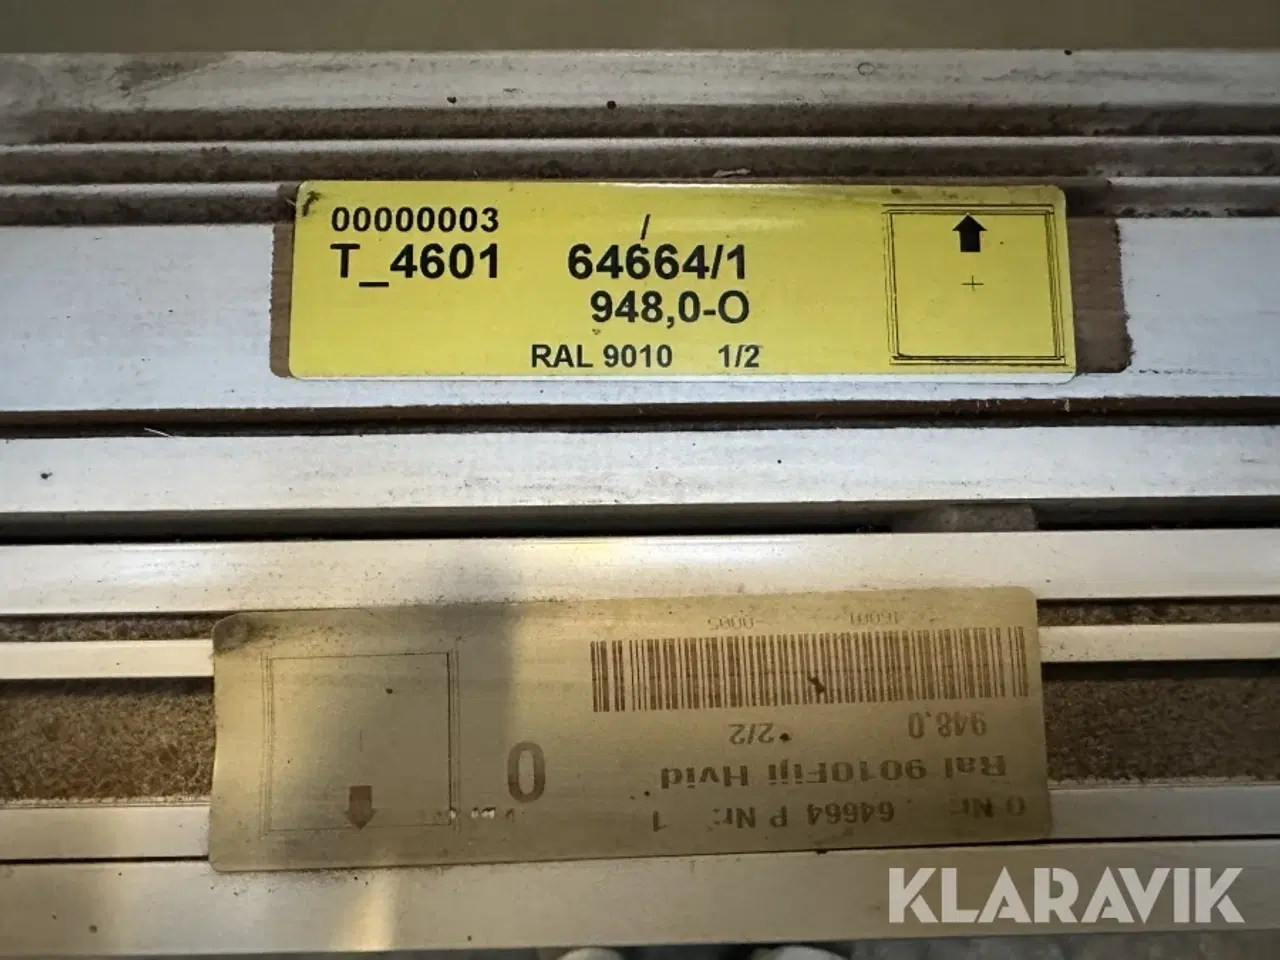 00000003 /
T_4601 64664/1
948,0-O
RAL 9010 1/2
O Nr. 64664 P Nr. 1
Ral 9010Fiji Hvid
948,0 2/2
0
KLARAVIK